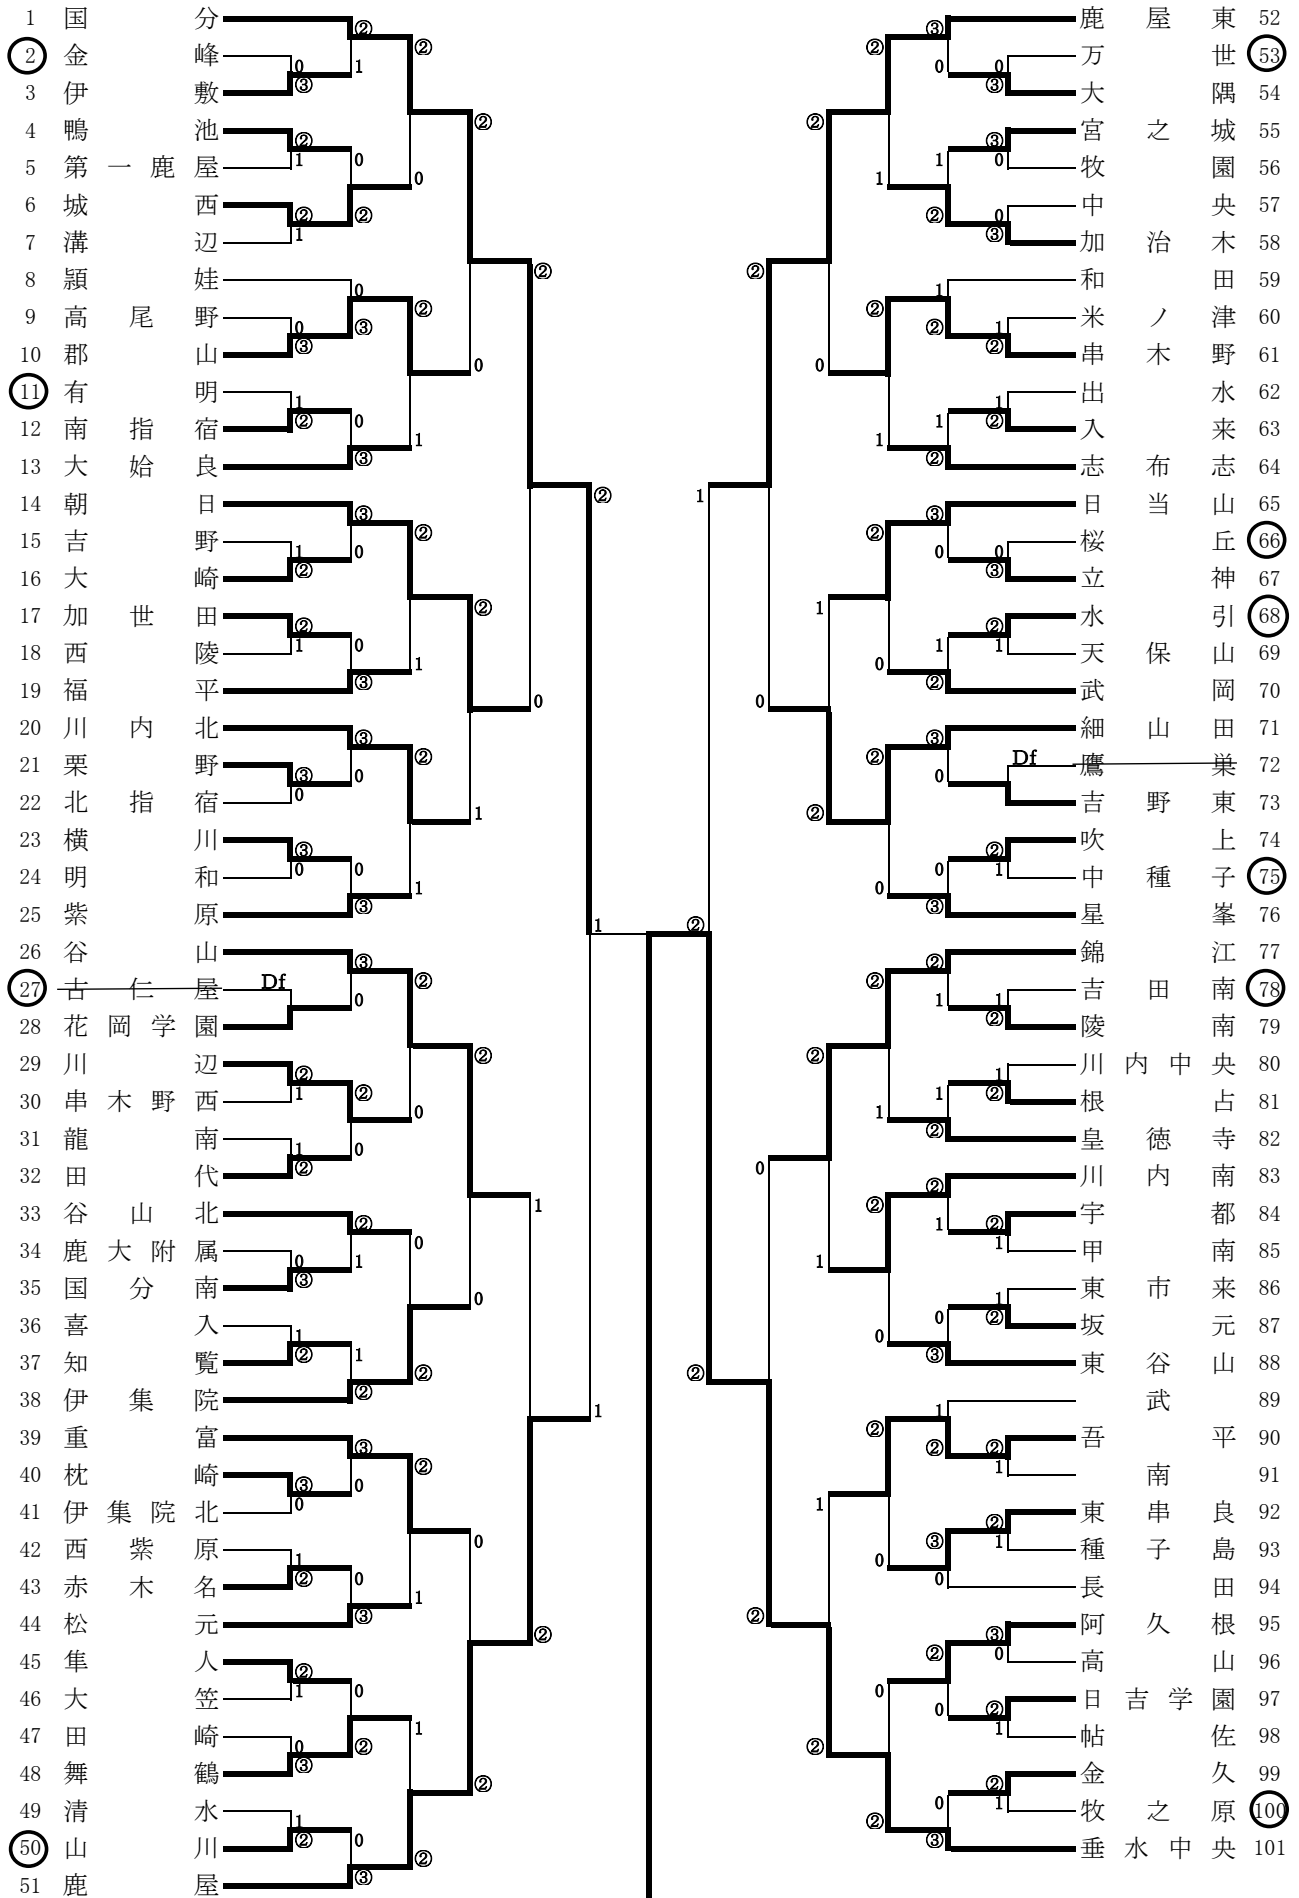 1 国分
2 金峰
3 伊敷
4 鴨池
5 第一鹿屋
6 城西
7 溝辺
8 頴娃
9 高尾野
10 郡山
11 有明
12 南指宿
13 大姶良
14 朝日
15 吉野
16 大崎
17 加世田
18 西陵
19 福平
20 川内北
21 栗野
22 北指宿
23 横川
24 明和
25 紫原
26 谷山
27 古仁屋 Df
28 花岡学園
29 川辺
30 串木野西
31 龍南
32 田代
33 谷山北
34 鹿大附属
35 国分南
36 喜入
37 知覧
38 伊集院
39 重富
40 枕崎
41 伊集院北
42 西紫原
43 赤木名
44 松元
45 隼人
46 大笠
47 田崎
48 舞鶴
49 清水
50 山川
51 鹿屋
鹿屋東 52
万世 53
大隅 54
宮之城 55
牧園 56
中央 57
加治木 58
和田 59
米ノ津 60
串木野 61
出水 62
入来 63
志布志 64
日当山 65
桜丘 66
立神 67
水引 68
天保山 69
武岡 70
細山田 71
Df 鷹巣 72
吉野東 73
吹上 74
中種子 75
星峯 76
錦江 77
吉田南 78
陵南 79
川内中央 80
根占 81
皇徳寺 82
川内南 83
宇都 84
甲南 85
東市来 86
坂元 87
東谷山 88
武 89
吾平 90
南 91
東串良 92
種子島 93
長田 94
阿久根 95
高山 96
日吉学園 97
帖佐 98
金久 99
牧之原 100
垂水中央 101